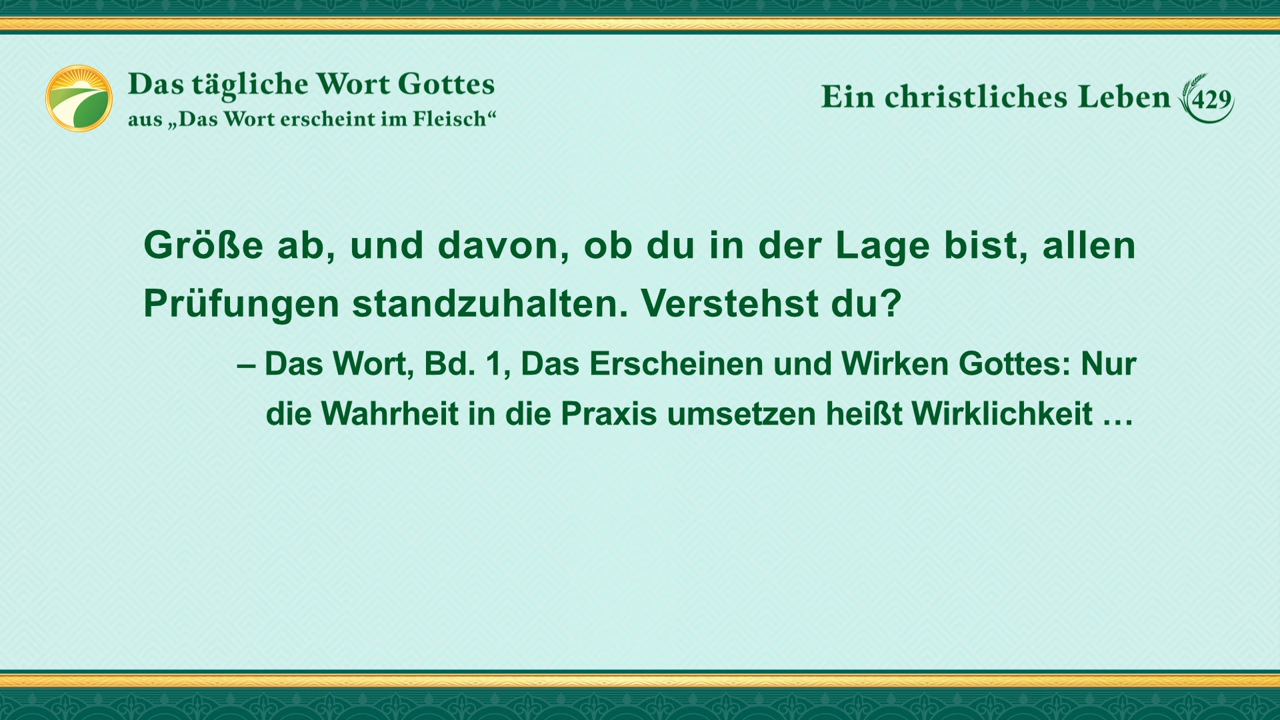 Das tägliche Wort Gottes
aus „Das Wort erscheint im Fleisch“
Ein christliches Leben 429
Größe ab, und davon, ob du in der Lage bist, allen
Prüfungen standzuhalten. Verstehst du?
– Das Wort, Bd. 1, Das Erscheinen und Wirken Gottes: Nur
die Wahrheit in die Praxis umsetzen heißt Wirklichkeit …